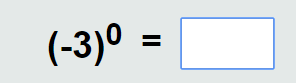 (-3)⁰ =